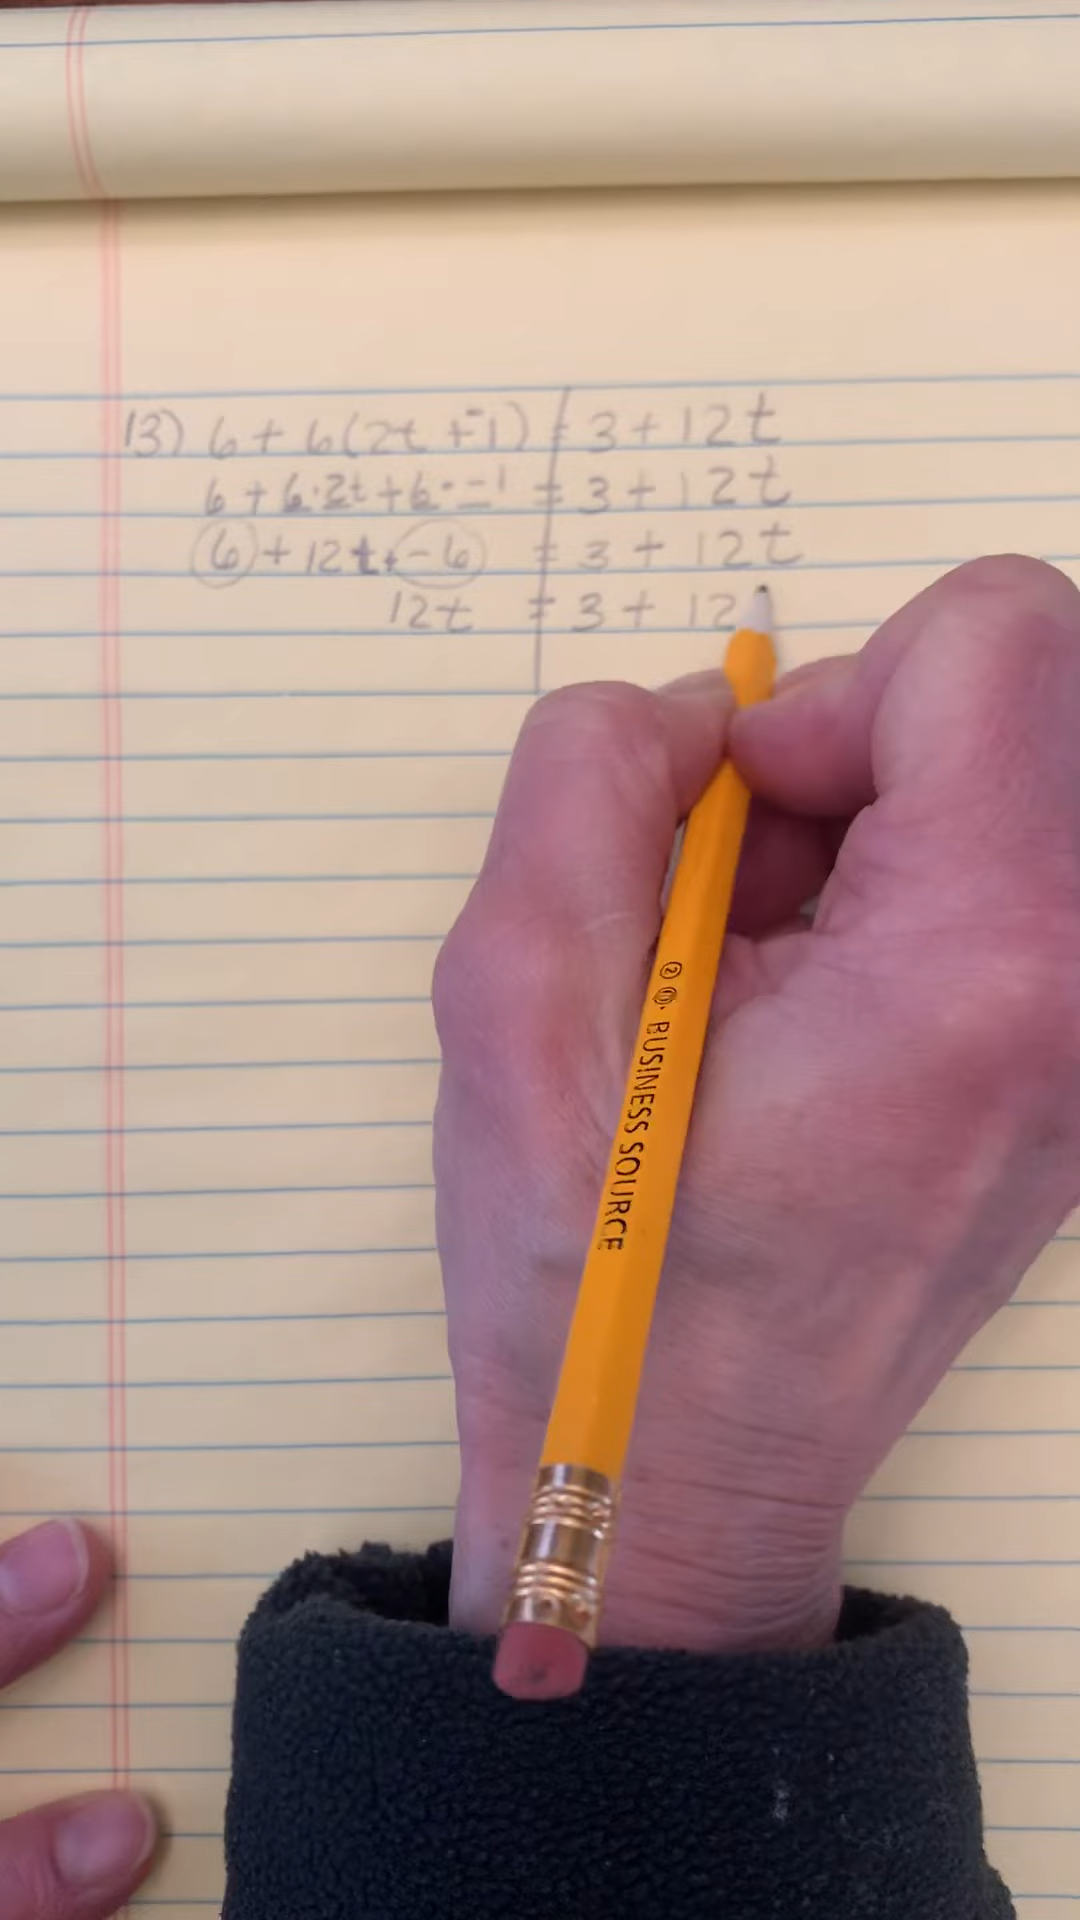 13) 6 + 6(2t + -1) = 3 + 12t
6 + 6·2t + 6·-1 = 3 + 12t
6 + 12t + -6 = 3 + 12t
12t = 3 + 12
2 BUSINESS SOURCE